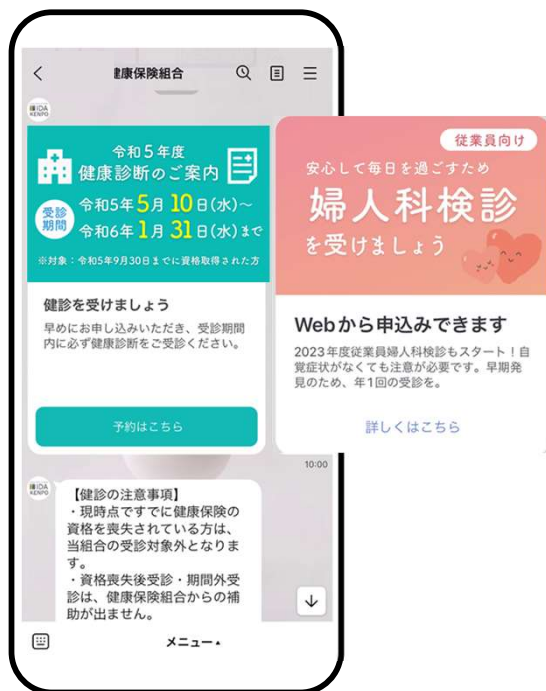 健康保険組合
IDA
KENPO
令和5年度
健康診断のご案内
受診
期間
令和5年5月10日(水)~
令和6年1月31日(水)まで
※対象:令和5年9月30日までに資格取得された方
健診を受けましょう
早めにお申し込みいただき、受診期間
内に必ず健康診断をご受診ください。
予約はこちら
従業員向け
安心して毎日を過ごすため
婦人科検診
を受けましょう
Webから申込みできます
2023年度従業員婦人科検診もスタート!自
覚症状がなくても注意が必要です。早期発
見のため、年1回の受診を。
詳しくはこちら
10:00
IDA
KENPO
【健診の注意事項】
・現時点ですでに健康保険の
資格を喪失されている方は、
当組合の受診対象外となりま
す。
・資格喪失後受診・期間外受
診は、健康保険組合からの補
助が出ません。
メニュー